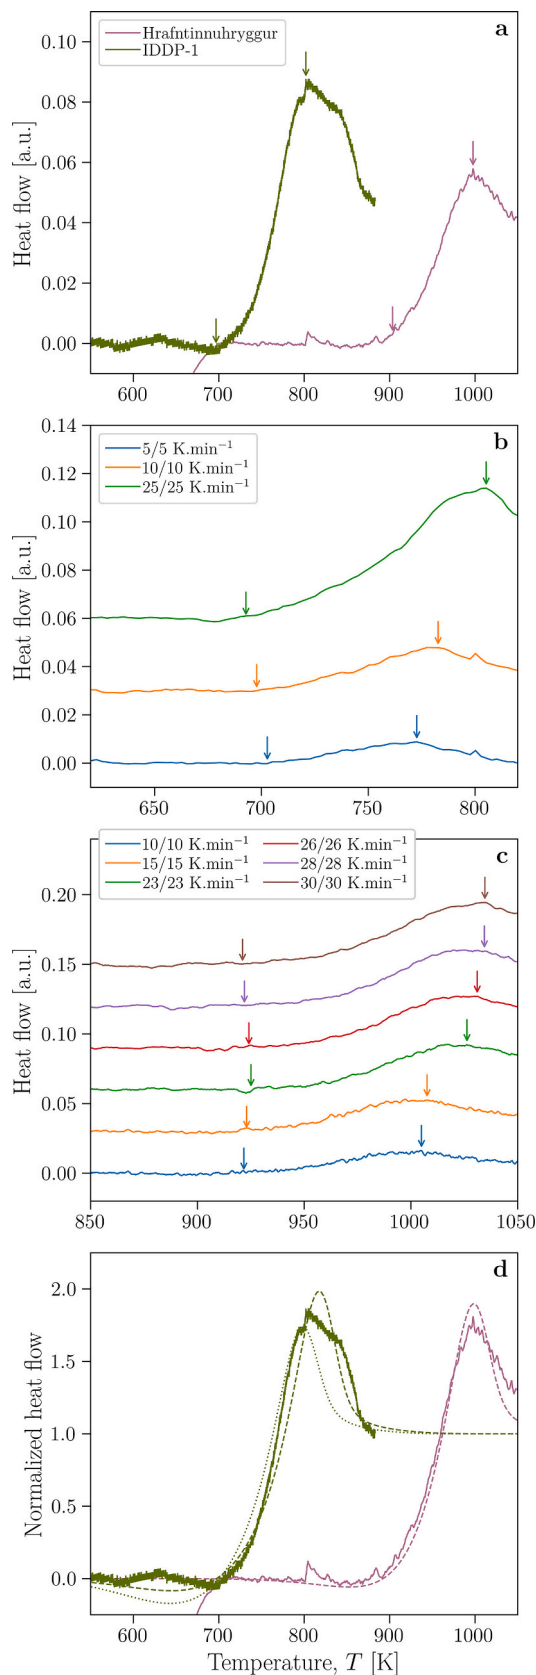 a
Hrafntinnuhryggur
IDDP-1
0.10
0.08
0.06
0.04
0.02
0.00
Heat flow [a.u.]
600 700 800 900 1000
b
5/5 K.min⁻¹
10/10 K.min⁻¹
25/25 K.min⁻¹
0.14
0.12
0.10
0.08
0.06
0.04
0.02
0.00
Heat flow [a.u.]
650 700 750 800
c
10/10 K.min⁻¹ 26/26 K.min⁻¹
15/15 K.min⁻¹ 28/28 K.min⁻¹
23/23 K.min⁻¹ 30/30 K.min⁻¹
0.20
0.15
0.10
0.05
0.00
Heat flow [a.u.]
850 900 950 1000 1050
d
2.0
1.5
1.0
0.5
0.0
Normalized heat flow
600 700 800 900 1000
Temperature, T [K]